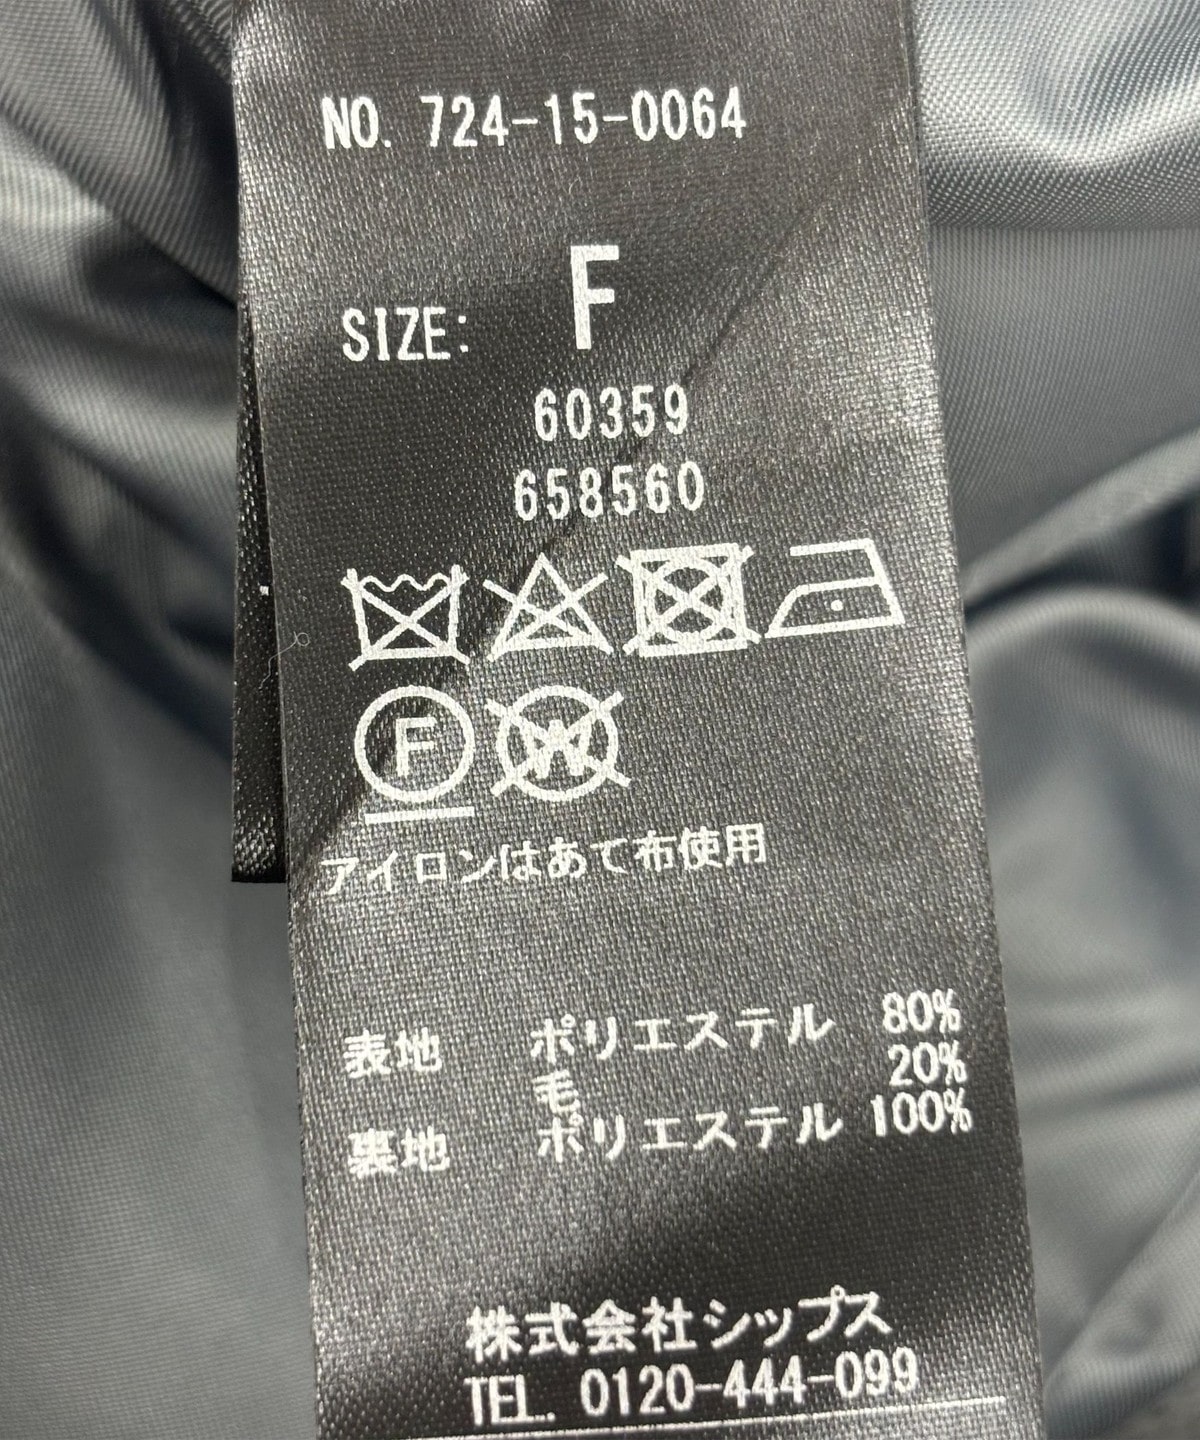 NO. 724-15-0064
SIZE: F
60359
658560
F
W
アイロンはあて布使用
表地 ポリエステル 80%
毛 20%
裏地 ポリエステル 100%
株式会社シップス
TEL. 0120-444-099